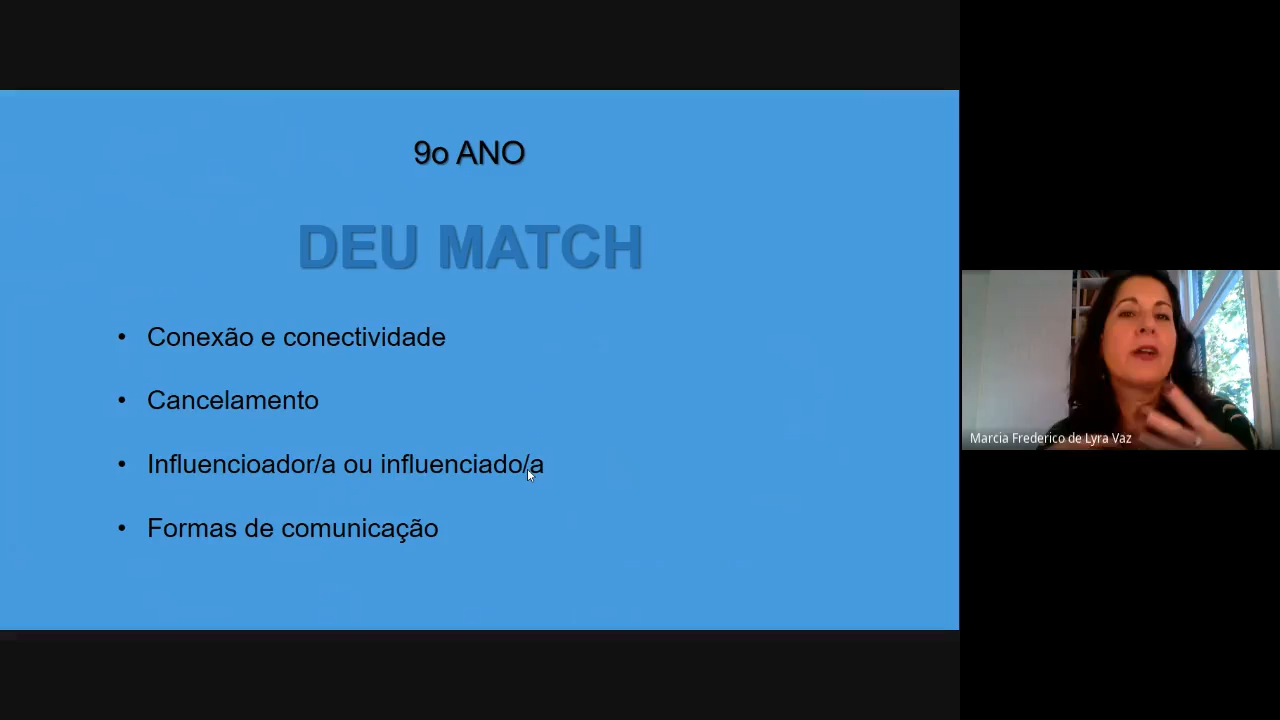 9o ANO
DEU MATCH
• Conexão e conectividade
• Cancelamento
• Influencioador/a ou influenciado/a
• Formas de comunicação
Marcia Frederico de Lyra Vaz